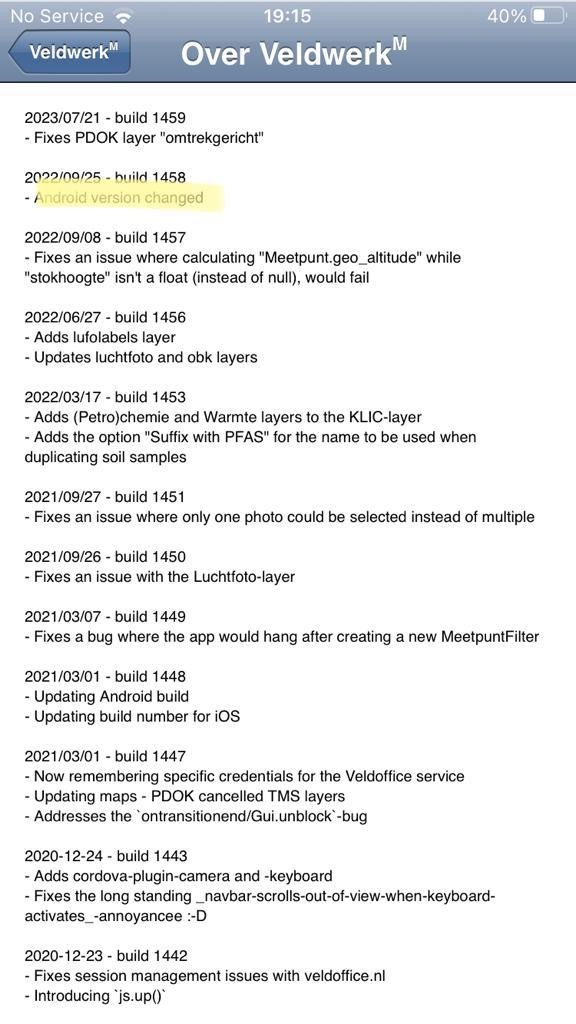 No Service 19:15 40%
Veldwerkᴹ Over Veldwerkᴹ
2023/07/21 - build 1459
- Fixes PDOK layer "omtrekgericht"
2022/09/25 - build 1458
- Android version changed
2022/09/08 - build 1457
- Fixes an issue where calculating "Meetpunt.geo_altitude" while
"stokhoogte" isn't a float (instead of null), would fail
2022/06/27 - build 1456
- Adds lufolabels layer
- Updates luchtfoto and obk layers
2022/03/17 - build 1453
- Adds (Petro)chemie and Warmte layers to the KLIC-layer
- Adds the option "Suffix with PFAS" for the name to be used when
duplicating soil samples
2021/09/27 - build 1451
- Fixes an issue where only one photo could be selected instead of multiple
2021/09/26 - build 1450
- Fixes an issue with the Luchtfoto-layer
2021/03/07 - build 1449
- Fixes a bug where the app would hang after creating a new MeetpuntFilter
2021/03/01 - build 1448
- Updating Android build
- Updating build number for iOS
2021/03/01 - build 1447
- Now remembering specific credentials for the Veldoffice service
- Updating maps - PDOK cancelled TMS layers
- Addresses the `ontransitionend/Gui.unblock`-bug
2020-12-24 - build 1443
- Adds cordova-plugin-camera and -keyboard
- Fixes the long standing _navbar-scrolls-out-of-view-when-keyboard-
activates_-annoyancee :-D
2020-12-23 - build 1442
- Fixes session management issues with veldoffice.nl
- Introducing `js.up()`